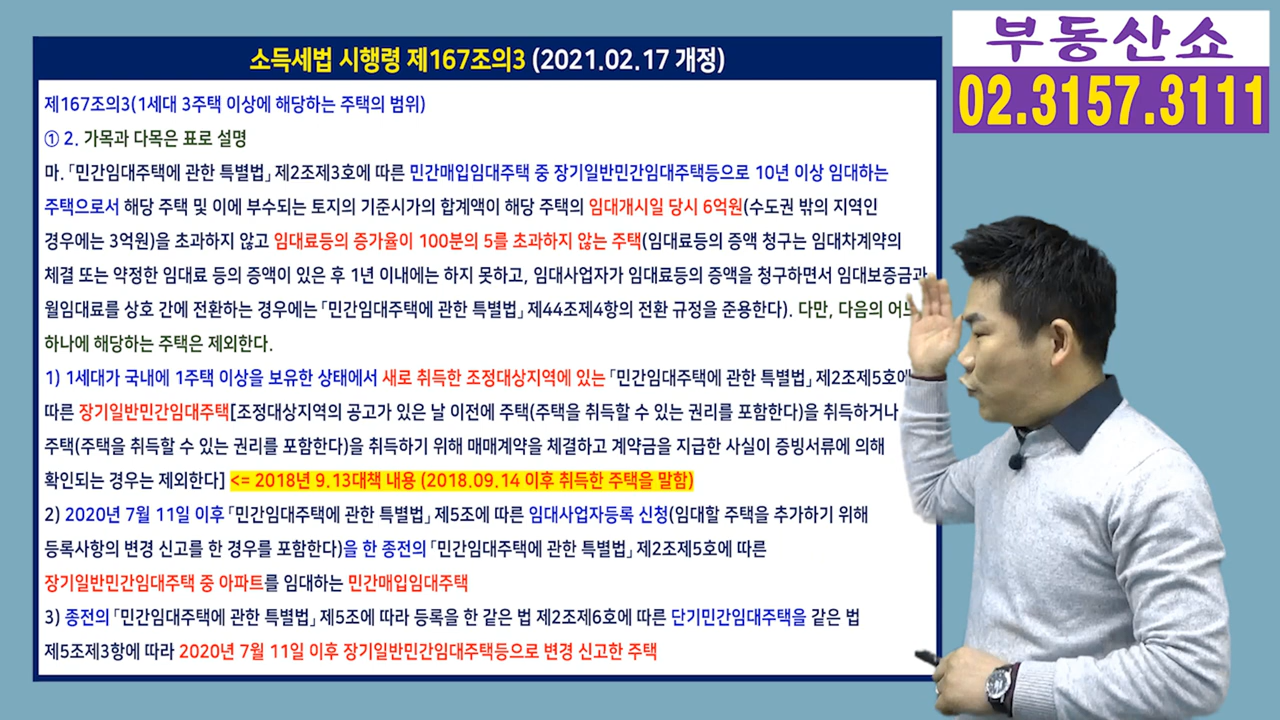 부동산쇼
02.3157.3111
소득세법 시행령 제167조의3 (2021.02.17 개정)
제167조의3(1세대 3주택 이상에 해당하는 주택의 범위)
① 2. 가목과 다목은 표로 설명
마.「민간임대주택에 관한 특별법」제2조제3호에 따른 민간매입임대주택 중 장기일반민간임대주택등으로 10년 이상 임대하는
주택으로서 해당 주택 및 이에 부수되는 토지의 기준시가의 합계액이 해당 주택의 임대개시일 당시 6억원(수도권 밖의 지역인
경우에는 3억원)을 초과하지 않고 임대료등의 증가율이 100분의 5를 초과하지 않는 주택(임대료등의 증액 청구는 임대차계약의
체결 또는 약정한 임대료 등의 증액이 있은 후 1년 이내에는 하지 못하고, 임대사업자가 임대료등의 증액을 청구하면서 임대보증금과
월임대료를 상호 간에 전환하는 경우에는「민간임대주택에 관한 특별법」제44조제4항의 전환 규정을 준용한다). 다만, 다음의
하나에 해당하는 주택은 제외한다.
1) 1세대가 국내에 1주택 이상을 보유한 상태에서 새로 취득한 조정대상지역에 있는「민간임대주택에 관한 특별법」제2조제5호에
따른 장기일반민간임대주택[조정대상지역의 공고가 있은 날 이전에 주택(주택을 취득할 수 있는 권리를 포함한다)을 취득하거나
주택(주택을 취득할 수 있는 권리를 포함한다)을 취득하기 위해 매매계약을 체결하고 계약금을 지급한 사실이 증빙서류에 의해
확인되는 경우는 제외한다] <= 2018년 9.13대책 내용 (2018.09.14 이후 취득한 주택을 말함)
2) 2020년 7월 11일 이후「민간임대주택에 관한 특별법」제5조에 따른 임대사업자등록 신청(임대할 주택을 추가하기 위해
등록사항의 변경 신고를 한 경우를 포함한다)을 한 종전의「민간임대주택에 관한 특별법」제2조제5호에 따른
장기일반민간임대주택 중 아파트를 임대하는 민간매입임대주택
3) 종전의「민간임대주택에 관한 특별법」제5조에 따라 등록을 한 같은 법 제2조제6호에 따른 단기민간임대주택을 같은 법
제5조제3항에 따라 2020년 7월 11일 이후 장기일반민간임대주택등으로 변경 신고한 주택